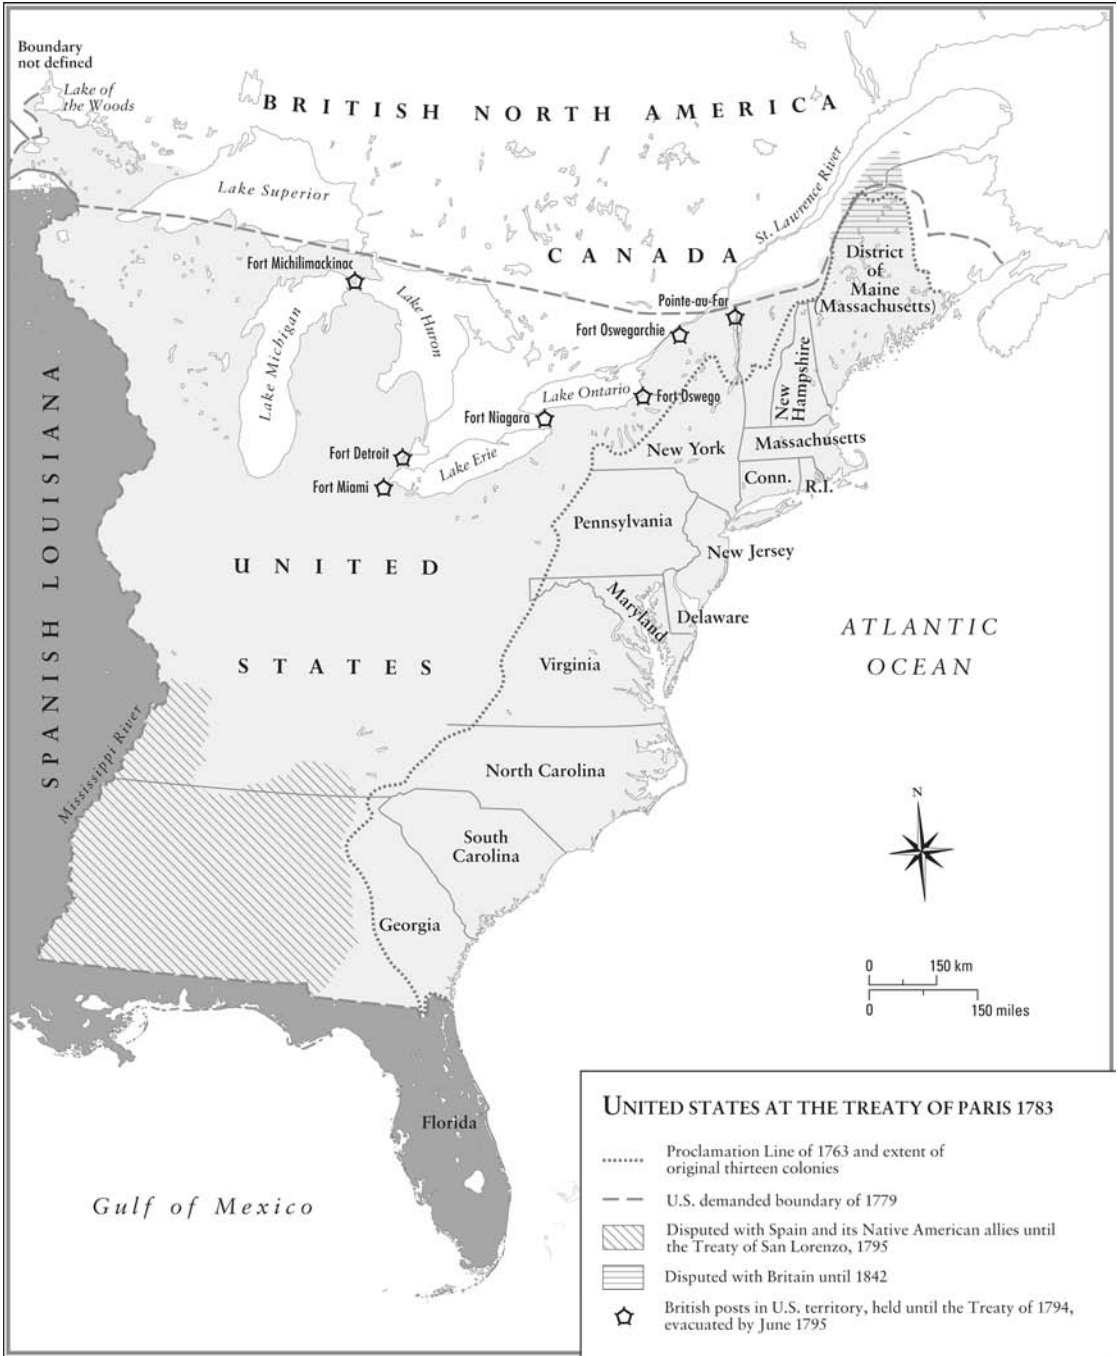 Boundary
not defined
Lake of
the Woods
BRITISH NORTH AMERICA
Lake Superior
St. Lawrence River
CANADA
District
of
Maine
(Massachusetts)
Fort Michilimackinac
Lake Huron
Pointe-au-Far
Fort Oswegarchie
Lake Michigan
New
Hampshire
Lake Ontario
Fort Oswego
Fort Niagara
New York
Massachusetts
Fort Detroit
Lake Erie
Conn.
R.I.
Fort Miami
SPANISH LOUISIANA
Pennsylvania
New Jersey
UNITED
STATES
Maryland
Delaware
ATLANTIC
OCEAN
Virginia
Mississippi River
North Carolina
N
South
Carolina
Georgia
0 150 km
0 150 miles
Florida
Gulf of Mexico
UNITED STATES AT THE TREATY OF PARIS 1783
Proclamation Line of 1763 and extent of
original thirteen colonies
U.S. demanded boundary of 1779
Disputed with Spain and its Native American allies until
the Treaty of San Lorenzo, 1795
Disputed with Britain until 1842
British posts in U.S. territory, held until the Treaty of 1794,
evacuated by June 1795